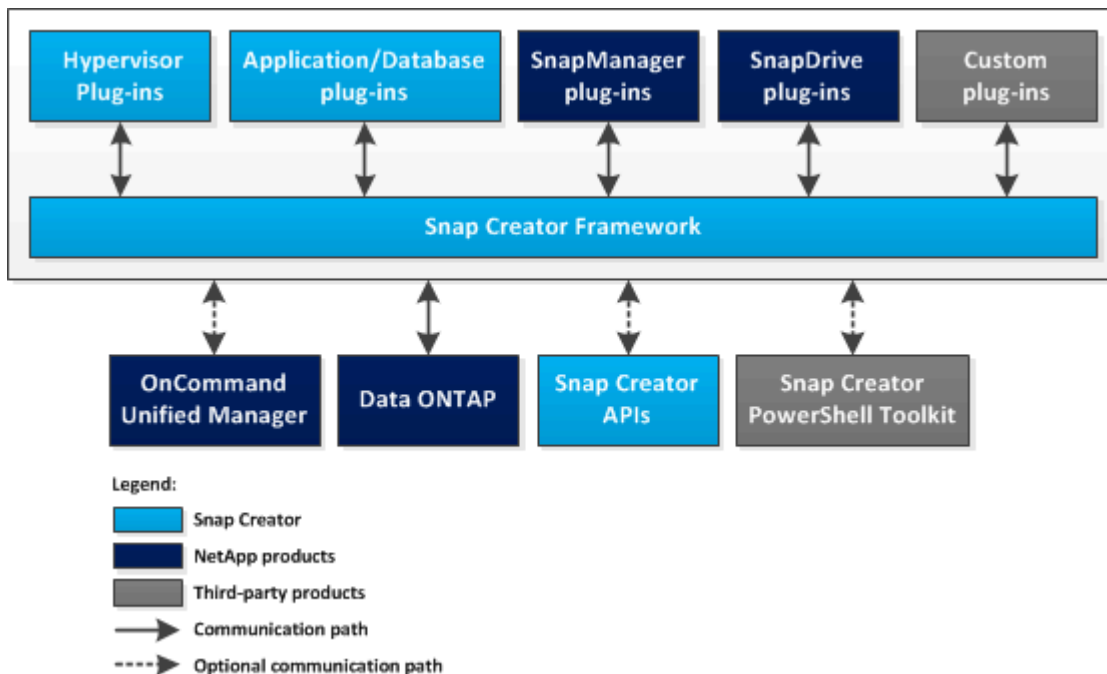 Hypervisor
Plug-ins
Application/Database
plug-ins
SnapManager
plug-ins
SnapDrive
plug-ins
Custom
plug-ins
Snap Creator Framework
OnCommand
Unified Manager
Data ONTAP
Snap Creator
APIs
Snap Creator
PowerShell Toolkit
Legend:
Snap Creator
NetApp products
Third-party products
Communication path
Optional communication path